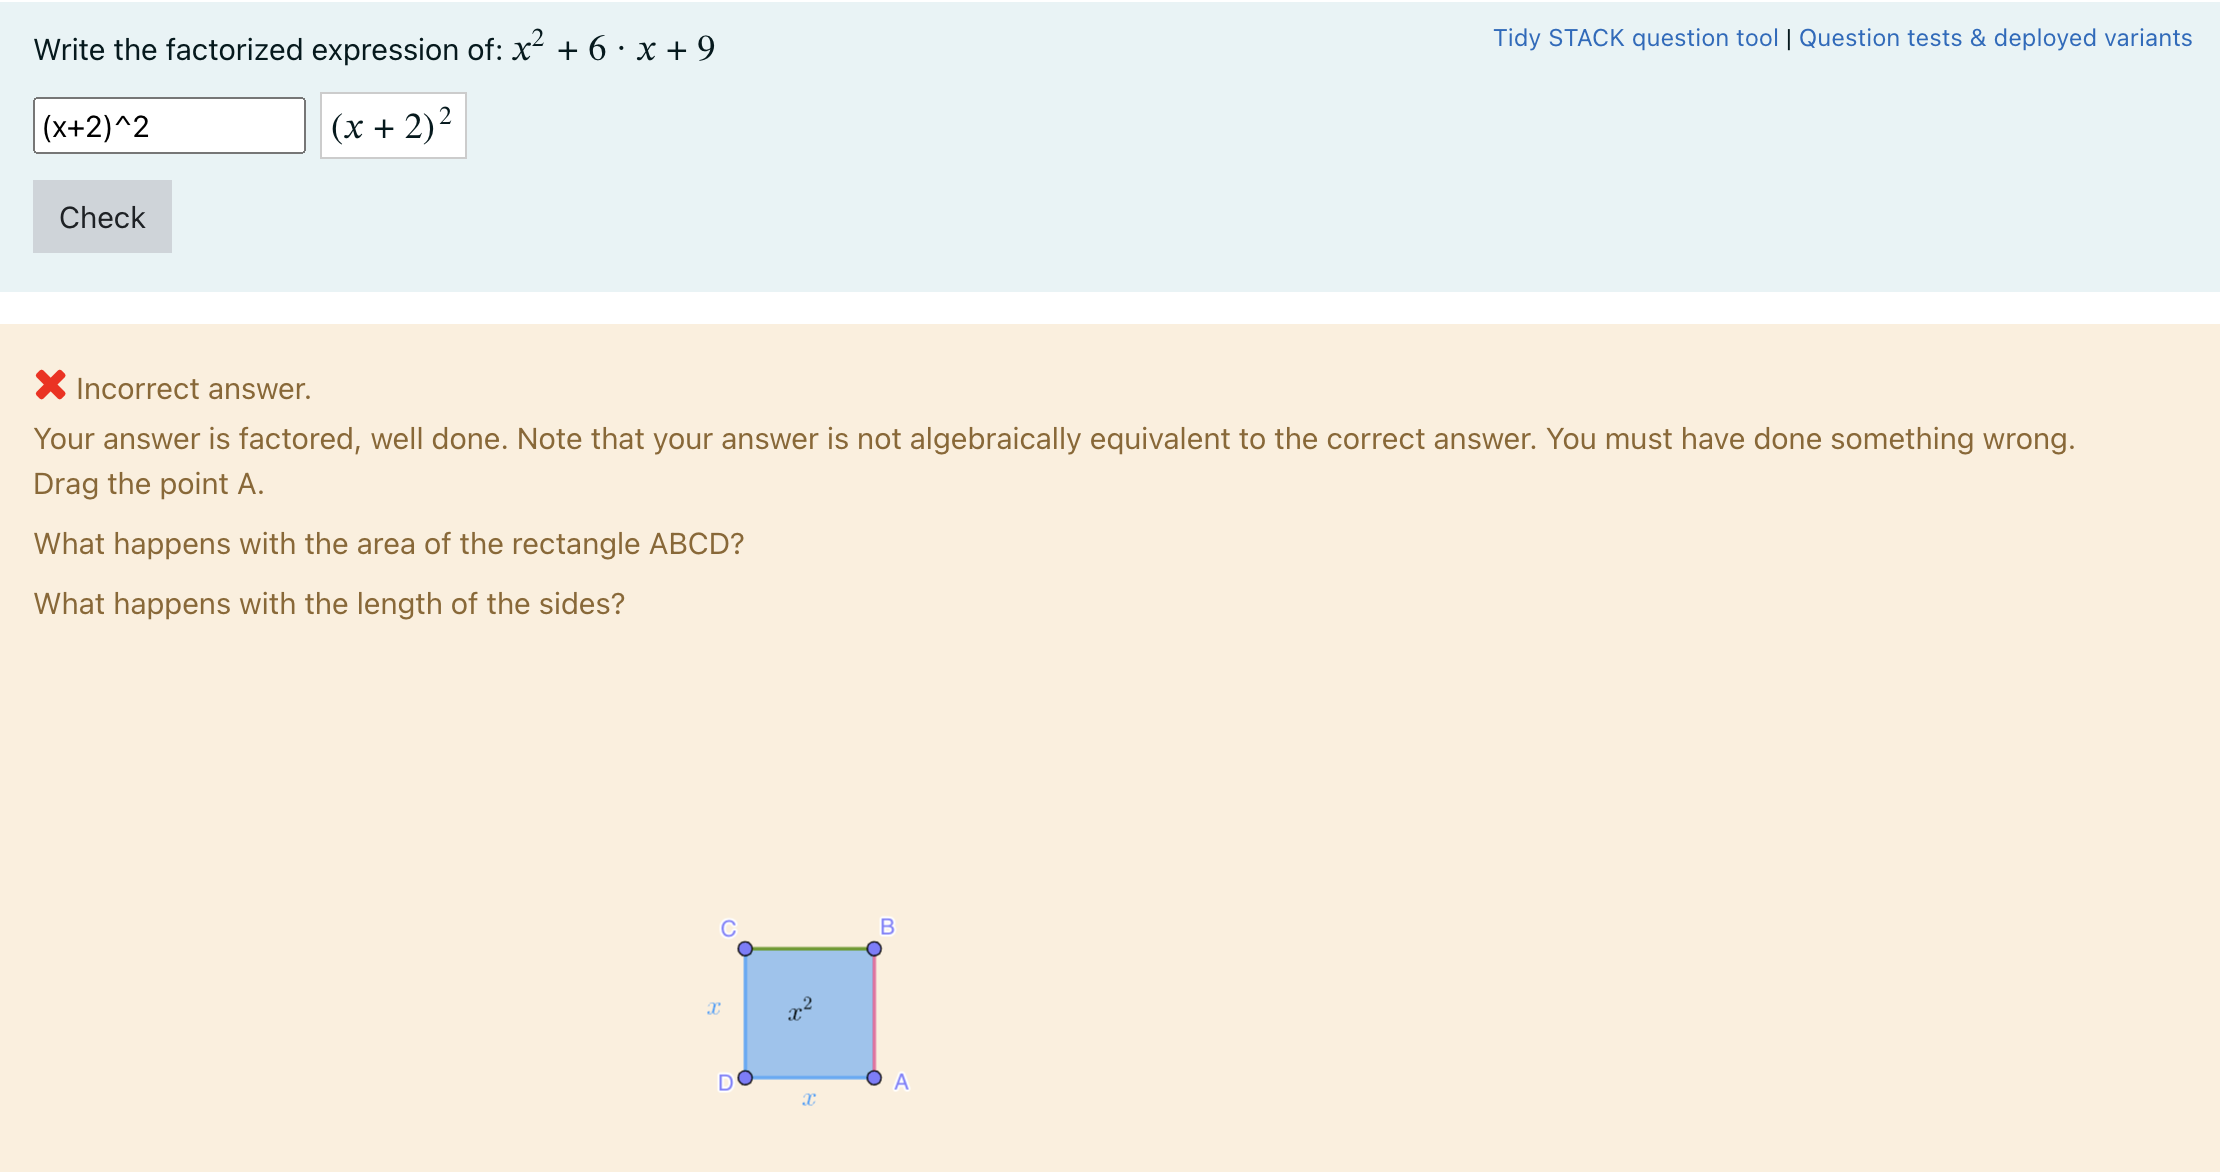 Write the factorized expression of: x² + 6 · x + 9
Tidy STACK question tool | Question tests & deployed variants
(x+2)^2
(x + 2)²
Check
Incorrect answer.
Your answer is factored, well done. Note that your answer is not algebraically equivalent to the correct answer. You must have done something wrong.
Drag the point A.
What happens with the area of the rectangle ABCD?
What happens with the length of the sides?
C
B
x
x²
D
A
x